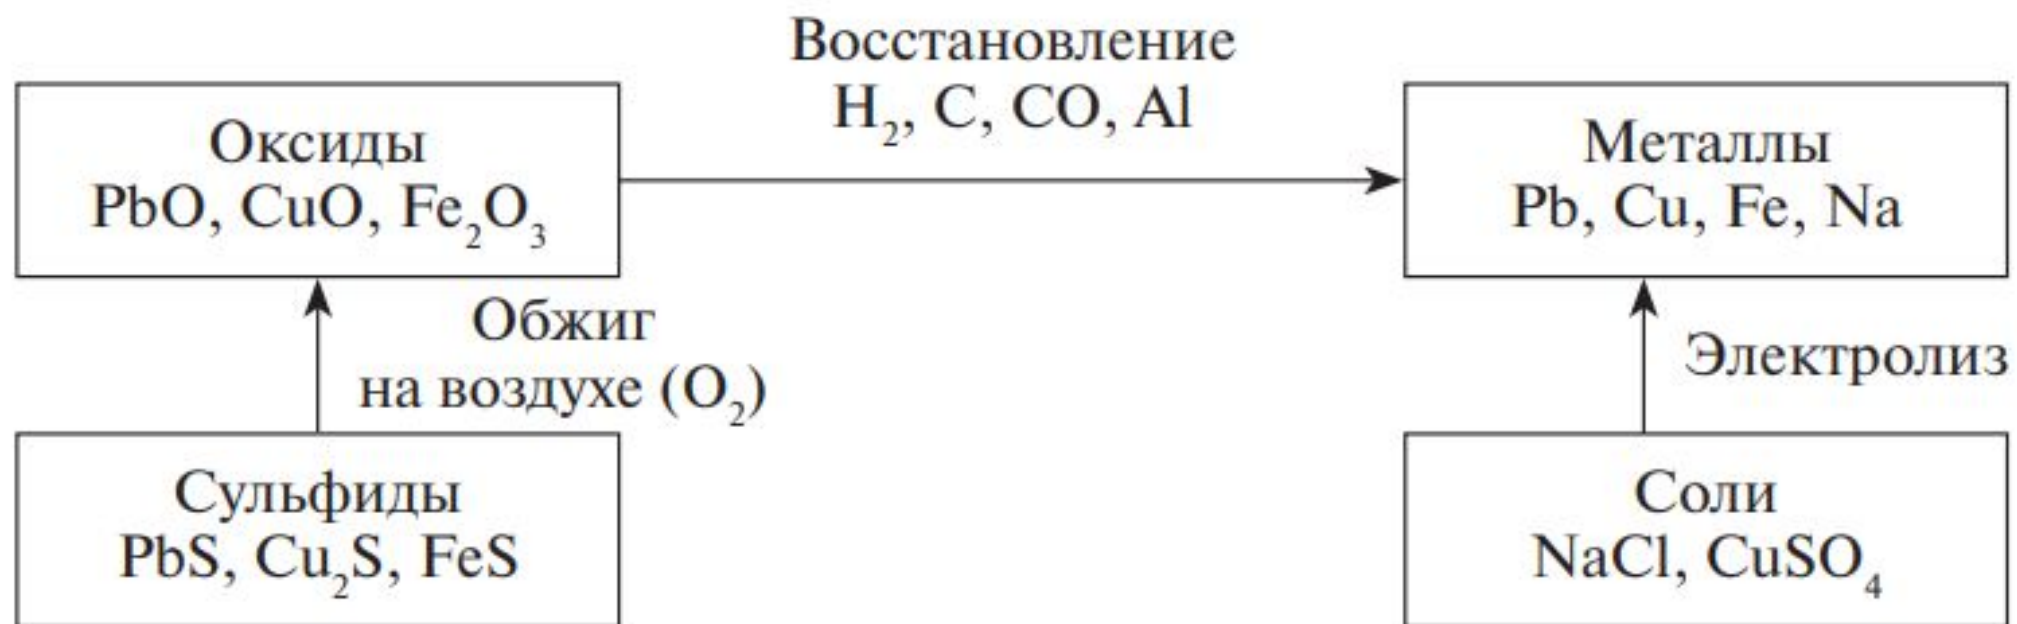 Восстановление
H₂, C, CO, Al
Оксиды
PbO, CuO, Fe₂O₃
Металлы
Pb, Cu, Fe, Na
Обжиг
на воздухе (O₂)
Электролиз
Сульфиды
PbS, Cu₂S, FeS
Соли
NaCl, CuSO₄